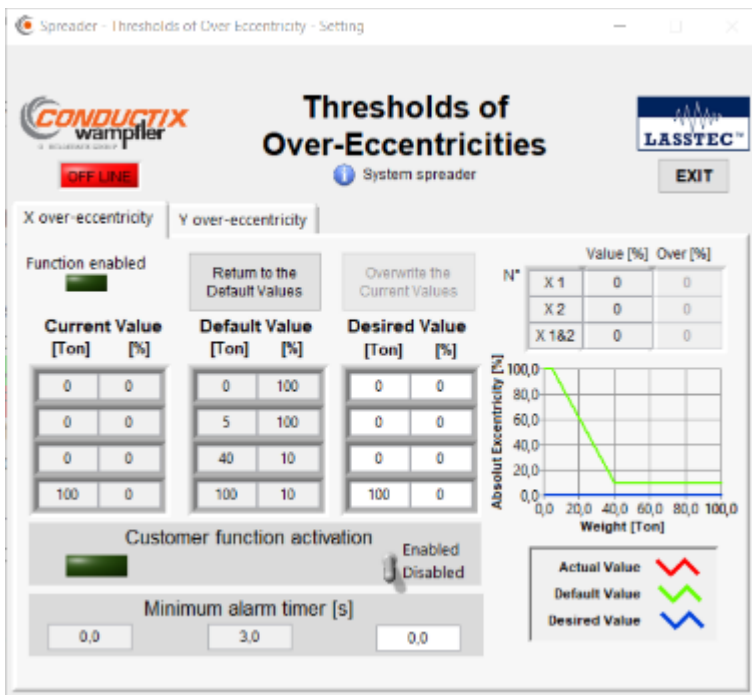 Spreader - Thresholds of Over Eccentricity - Setting
CONDUCTIX
wampfler
Thresholds of
Over-Eccentricities
LASSTEC™
OFF LINE
System spreader
EXIT
X over-eccentricity Y over-eccentricity
Function enabled
Return to the
Default Values
Overwrite the
Current Values
Current Value Default Value Desired Value
[Ton] [%] [Ton] [%] [Ton] [%]
0 0 0 100 0 0
0 0 5 100 0 0
0 0 40 10 0 0
100 0 100 10 100 0
N° Value [%] Over [%]
X 1 0 0
X 2 0 0
X 1&2 0 0
Absolut Excentricity [%]
100,0
80,0
60,0
40,0
20,0
0,0
0,0 20,0 40,0 60,0 80,0 100,0
Weight [Ton]
Customer function activation
Enabled
Disabled
Actual Value
Default Value
Desired Value
Minimum alarm timer [s]
0,0 3,0 0,0